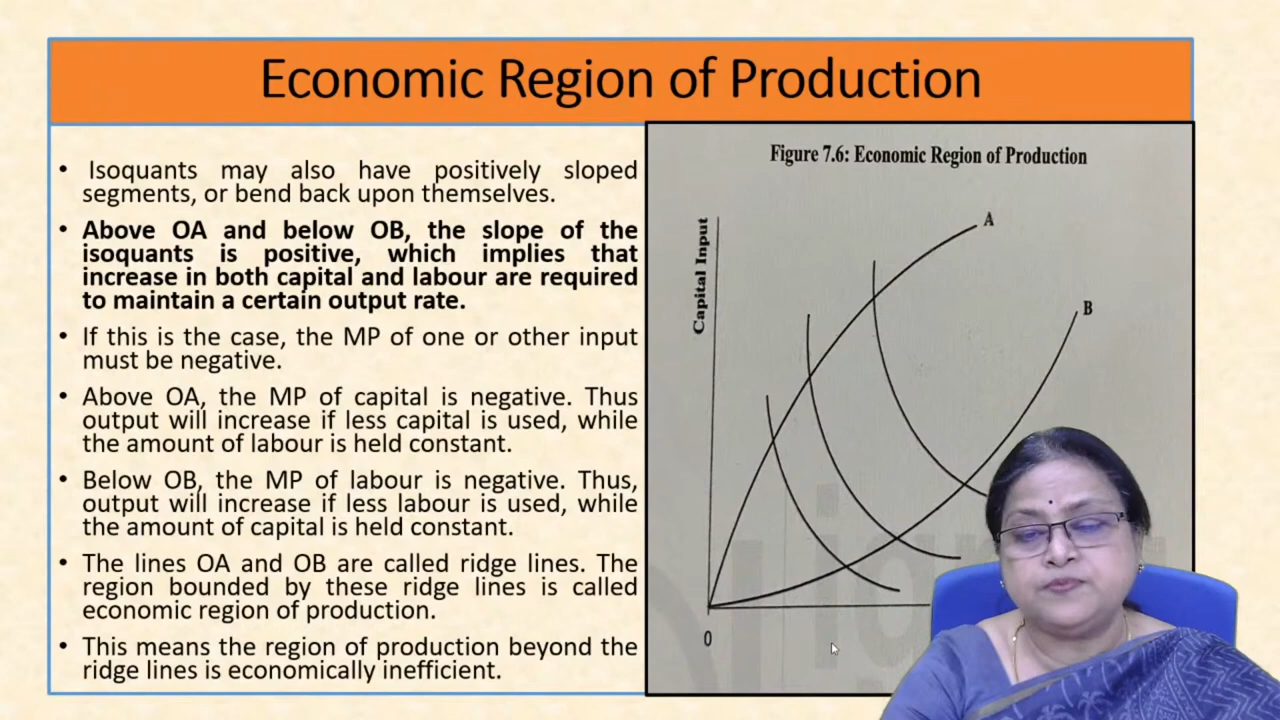 Economic Region of Production
• Isoquants may also have positively sloped
segments, or bend back upon themselves.
• Above OA and below OB, the slope of the
isoquants is positive, which implies that
increase in both capital and labour are required
to maintain a certain output rate.
• If this is the case, the MP of one or other input
must be negative.
• Above OA, the MP of capital is negative. Thus
output will increase if less capital is used, while
the amount of labour is held constant.
• Below OB, the MP of labour is negative. Thus,
output will increase if less labour is used, while
the amount of capital is held constant.
• The lines OA and OB are called ridge lines. The
region bounded by these ridge lines is called
economic region of production.
• This means the region of production beyond the
ridge lines is economically inefficient.
Figure 7.6: Economic Region of Production
Capital Input
A
B
0